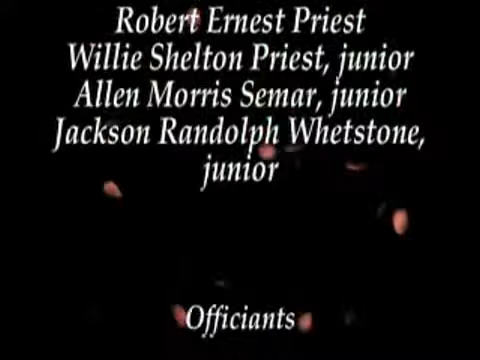 Robert Ernest Priest
Willie Shelton Priest, junior
Allen Morris Semar, junior
Jackson Randolph Whetstone,
junior
Officiants